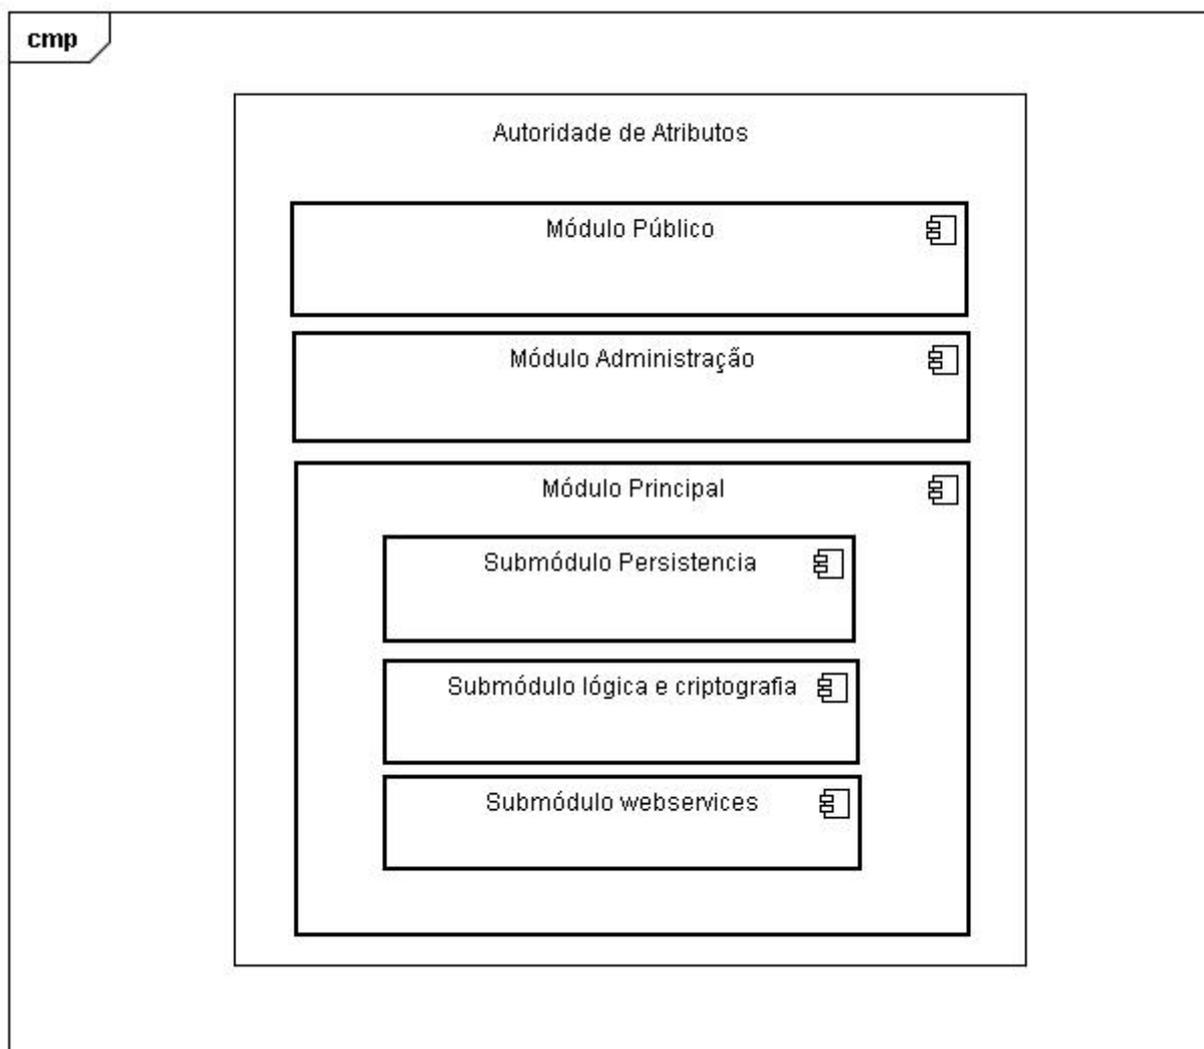 cmp
Autoridade de Atributos
Módulo Público
Módulo Administração
Módulo Principal
Submódulo Persistencia
Submódulo lógica e criptografia
Submódulo webservices